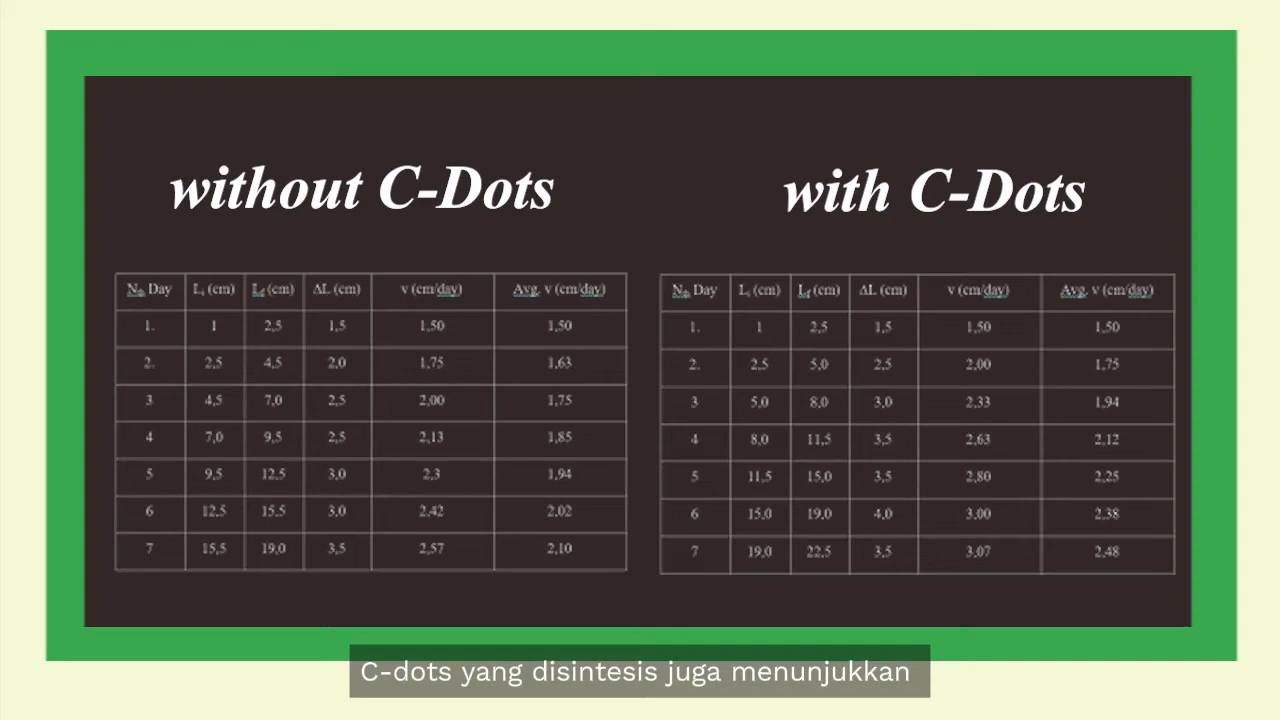 without C-Dots
Nth Day Li (cm) Lf (cm) ΔL (cm) v (cm/day) Avg. v (cm/day)
1. 1 2,5 1,5 1,50 1,50
2. 2,5 4,5 2,0 1,75 1,63
3 4,5 7,0 2,5 2,00 1,75
4 7,0 9,5 2,5 2,13 1,85
5 9,5 12,5 3,0 2,3 1,94
6 12,5 15,5 3,0 2,42 2,02
7 15,5 19,0 3,5 2,57 2,10
with C-Dots
Nth Day Li (cm) Lf (cm) ΔL (cm) v (cm/day) Avg. v (cm/day)
1. 1 2,5 1,5 1,50 1,50
2. 2,5 5,0 2,5 2,00 1,75
3 5,0 8,0 3,0 2,33 1,94
4 8,0 11,5 3,5 2,63 2,12
5 11,5 15,0 3,5 2,80 2,25
6 15,0 19,0 4,0 3,00 2,38
7 19,0 22,5 3,5 3,07 2,48
C-dots yang disintesis juga menunjukkan